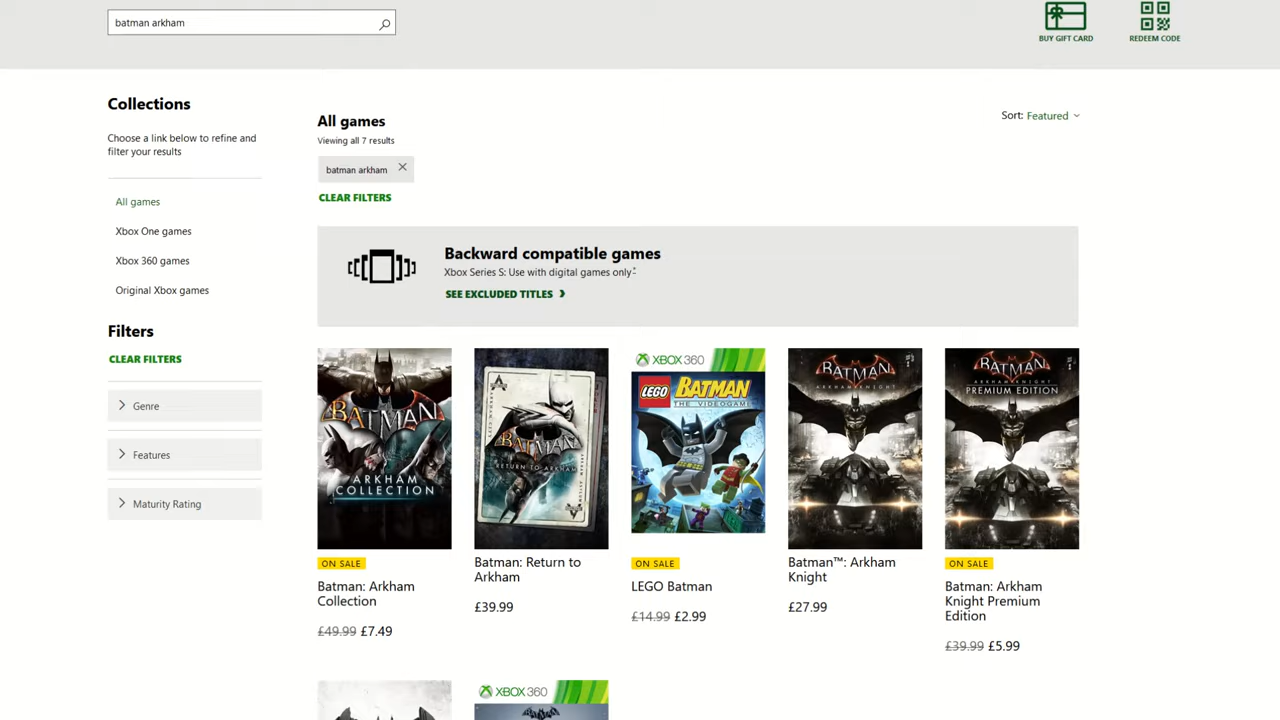 batman arkham
BUY GIFT CARD
REDEEM CODE
Collections
Choose a link below to refine and
filter your results
All games
Xbox One games
Xbox 360 games
Original Xbox games
Filters
CLEAR FILTERS
Genre
Features
Maturity Rating
All games
Viewing all 7 results
Sort: Featured
batman arkham
CLEAR FILTERS
Backward compatible games
Xbox Series S: Use with digital games only
SEE EXCLUDED TITLES
BATMAN
ARKHAM
COLLECTION
ON SALE
Batman: Arkham
Collection
£49.99 £7.49
BATMAN
RETURN TO ARKHAM
Batman: Return to
Arkham
£39.99
XBOX 360
LEGO BATMAN
THE VIDEOGAME
ON SALE
LEGO Batman
£14.99 £2.99
BATMAN
ARKHAM KNIGHT
Batman™: Arkham
Knight
£27.99
BATMAN
ARKHAM KNIGHT
PREMIUM EDITION
ON SALE
Batman: Arkham
Knight Premium
Edition
£39.99 £5.99
XBOX 360